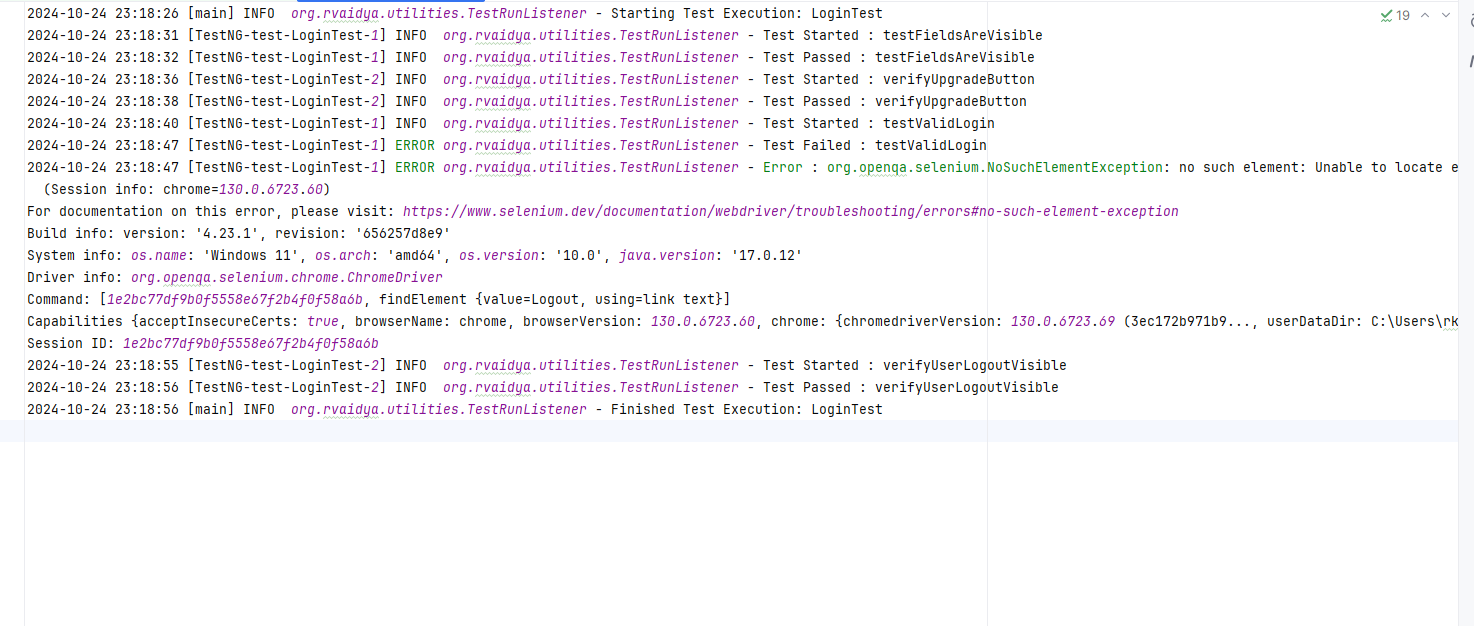 2024-10-24 23:18:26 [main] INFO  org.rvaidya.utilities.TestRunListener - Starting Test Execution: LoginTest
19
2024-10-24 23:18:31 [TestNG-test-LoginTest-1] INFO  org.rvaidya.utilities.TestRunListener - Test Started : testFieldsAreVisible
2024-10-24 23:18:32 [TestNG-test-LoginTest-1] INFO  org.rvaidya.utilities.TestRunListener - Test Passed : testFieldsAreVisible
2024-10-24 23:18:36 [TestNG-test-LoginTest-2] INFO  org.rvaidya.utilities.TestRunListener - Test Started : verifyUpgradeButton
2024-10-24 23:18:38 [TestNG-test-LoginTest-2] INFO  org.rvaidya.utilities.TestRunListener - Test Passed : verifyUpgradeButton
2024-10-24 23:18:40 [TestNG-test-LoginTest-1] INFO  org.rvaidya.utilities.TestRunListener - Test Started : testValidLogin
2024-10-24 23:18:47 [TestNG-test-LoginTest-1] ERROR org.rvaidya.utilities.TestRunListener - Test Failed : testValidLogin
2024-10-24 23:18:47 [TestNG-test-LoginTest-1] ERROR org.rvaidya.utilities.TestRunListener - Error : org.openqa.selenium.NoSuchElementException: no such element: Unable to locate e
(Session info: chrome=130.0.6723.60)
For documentation on this error, please visit: https://www.selenium.dev/documentation/webdriver/troubleshooting/errors#no-such-element-exception
Build info: version: '4.23.1', revision: '656257d8e9'
System info: os.name: 'Windows 11', os.arch: 'amd64', os.version: '10.0', java.version: '17.0.12'
Driver info: org.openqa.selenium.chrome.ChromeDriver
Command: [1e2bc77df9b0f5558e67f2b4f0f58a6b, findElement {value=Logout, using=link text}]
Capabilities {acceptInsecureCerts: true, browserName: chrome, browserVersion: 130.0.6723.60, chrome: {chromedriverVersion: 130.0.6723.69 (3ec172b971b9..., userDataDir: C:\Users\rk
Session ID: 1e2bc77df9b0f5558e67f2b4f0f58a6b
2024-10-24 23:18:55 [TestNG-test-LoginTest-2] INFO  org.rvaidya.utilities.TestRunListener - Test Started : verifyUserLogoutVisible
2024-10-24 23:18:56 [TestNG-test-LoginTest-2] INFO  org.rvaidya.utilities.TestRunListener - Test Passed : verifyUserLogoutVisible
2024-10-24 23:18:56 [main] INFO  org.rvaidya.utilities.TestRunListener - Finished Test Execution: LoginTest